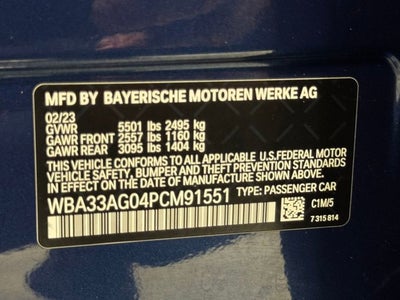 MFD BY BAYERISCHE MOTOREN WERKE AG
02/23
GVWR 5501 lbs 2495 kg
GAWR FRONT 2557 lbs 1160 kg
GAWR REAR 3095 lbs 1404 kg
THIS VEHICLE CONFORMS TO ALL APPLICABLE U.S.FEDERAL MOTOR
VEHICLE SAFETY, BUMPER AND THEFT PREVENTION STANDARDS IN
EFFECT ON THE DATE OF MANUFACTURE SHOWN ABOVE.
WBA33AG04PCM91551 TYPE: PASSENGER CAR
C1M/5
7 315 814